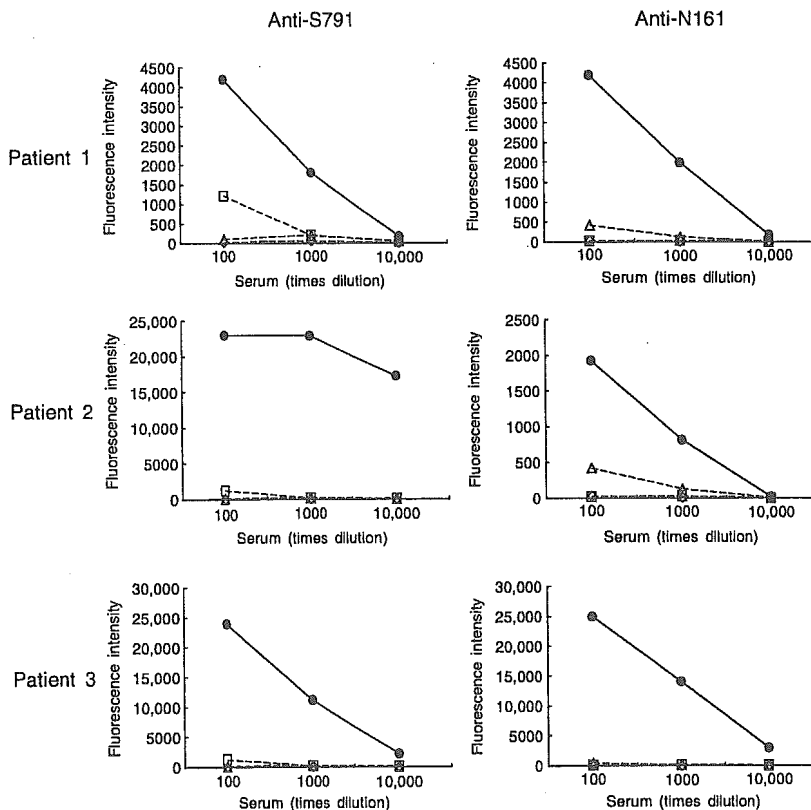 Anti-S791
Anti-N161
Patient 1
Fluorescence intensity
4500
4000
3500
3000
2500
2000
1500
1000
500
0
100 1000 10,000
Serum (times dilution)
Fluorescence intensity
4500
4000
3500
3000
2500
2000
1500
1000
500
0
100 1000 10,000
Serum (times dilution)
Patient 2
Fluorescence intensity
25,000
20,000
15,000
10,000
5000
0
100 1000 10,000
Serum (times dilution)
Fluorescence intensity
2500
2000
1500
1000
500
0
100 1000 10,000
Serum (times dilution)
Patient 3
Fluorescence intensity
30,000
25,000
20,000
15,000
10,000
5000
0
100 1000 10,000
Serum (times dilution)
Fluorescence intensity
30,000
25,000
20,000
15,000
10,000
5000
0
100 1000 10,000
Serum (times dilution)